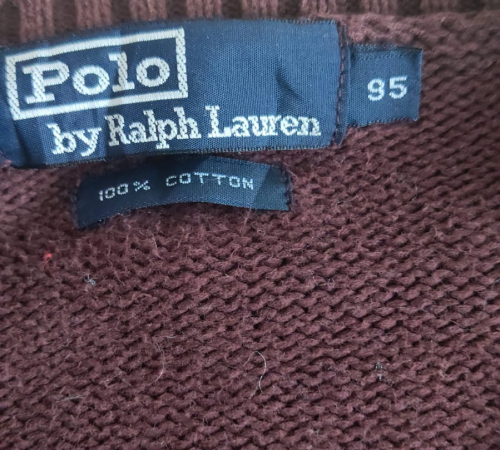 Polo
by Ralph Lauren
95
100% COTTON